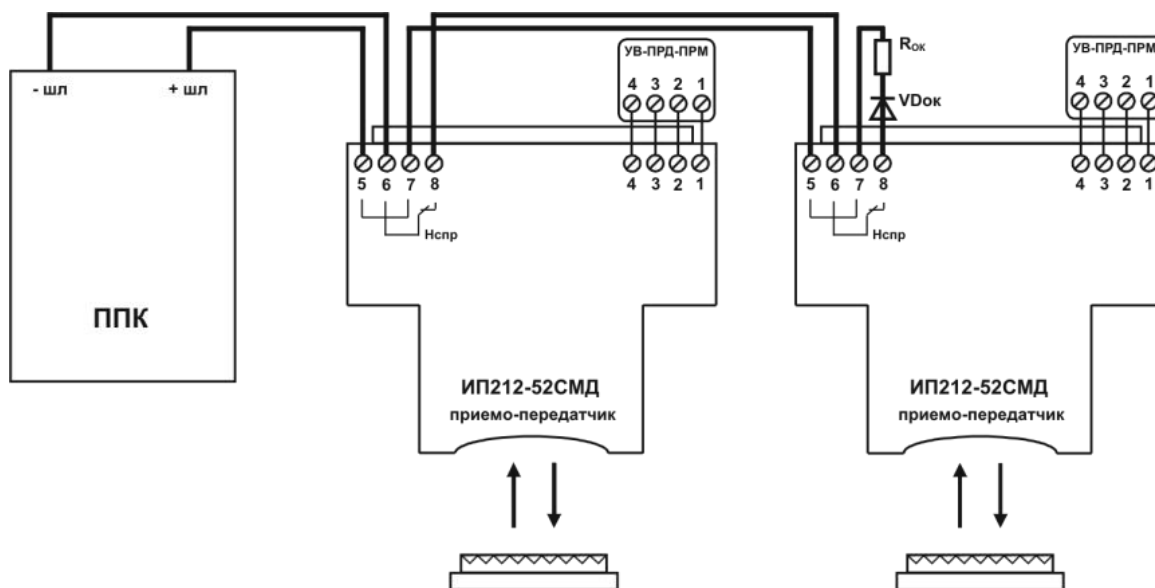 - шл + шл
ППК
УВ-ПРД-ПРМ
4 3 2 1
5 6 7 8 4 3 2 1
Нспр
ИП212-52СМД
приемо-передатчик
Rок
VDок
УВ-ПРД-ПРМ
4 3 2 1
5 6 7 8 4 3 2 1
Нспр
ИП212-52СМД
приемо-передатчик